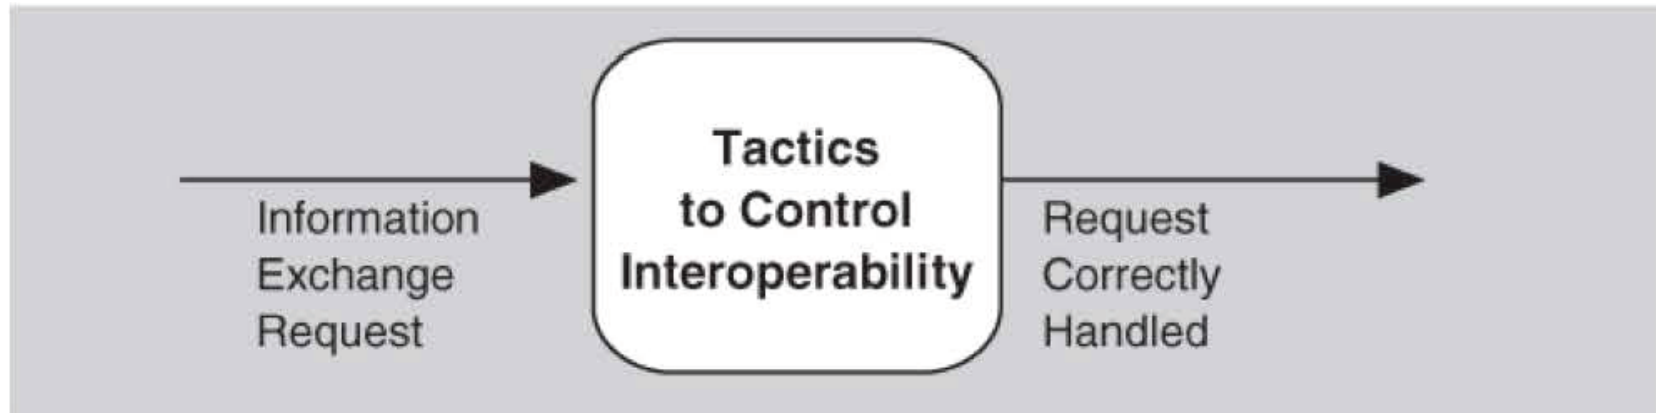 Information
Exchange
Request
Tactics
to Control
Interoperability
Request
Correctly
Handled